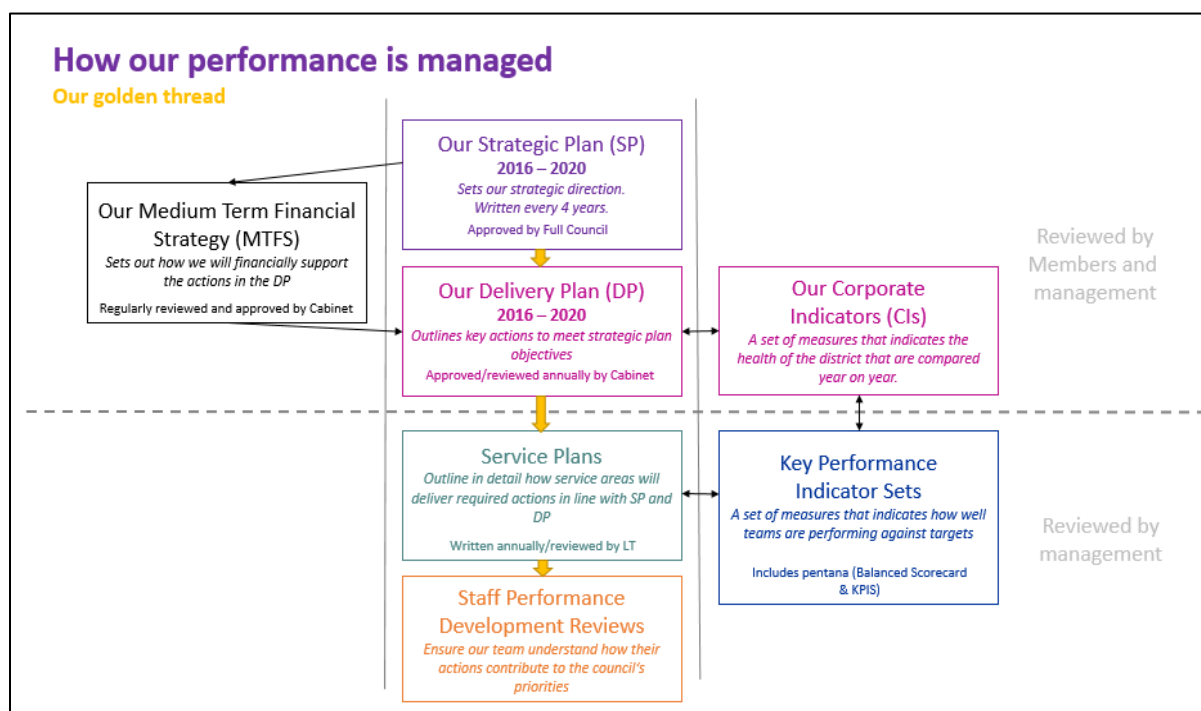 How our performance is managed
Our golden thread
Our Strategic Plan (SP)
2016 – 2020
Sets our strategic direction.
Written every 4 years.
Approved by Full Council
Our Medium Term Financial
Strategy (MTFS)
Sets out how we will financially support
the actions in the DP
Regularly reviewed and approved by Cabinet
Our Delivery Plan (DP)
2016 – 2020
Outlines key actions to meet strategic plan
objectives
Approved/reviewed annually by Cabinet
Our Corporate
Indicators (CIs)
A set of measures that indicates the
health of the district that are compared
year on year.
Reviewed by
Members and
management
Service Plans
Outline in detail how service areas will
deliver required actions in line with SP and
DP
Written annually/reviewed by LT
Key Performance
Indicator Sets
A set of measures that indicates how well
teams are performing against targets
Includes pentana (Balanced Scorecard
& KPIS)
Reviewed by
management
Staff Performance
Development Reviews
Ensure our team understand how their
actions contribute to the council's
priorities